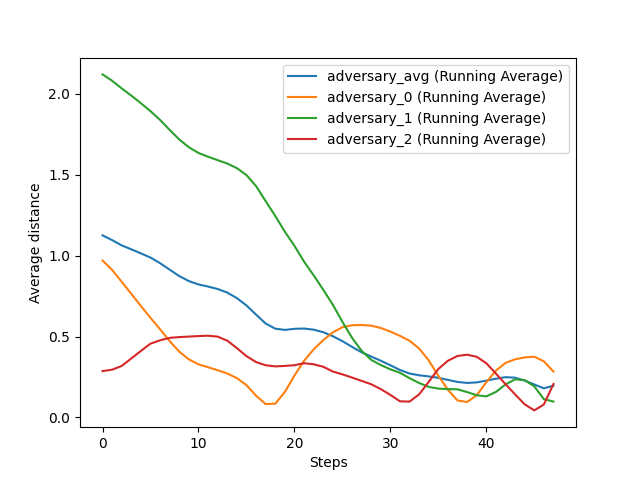 adversary_avg (Running Average)
adversary_0 (Running Average)
adversary_1 (Running Average)
adversary_2 (Running Average)
Average distance
2.0
1.5
1.0
0.5
0.0
0 10 20 30 40
Steps